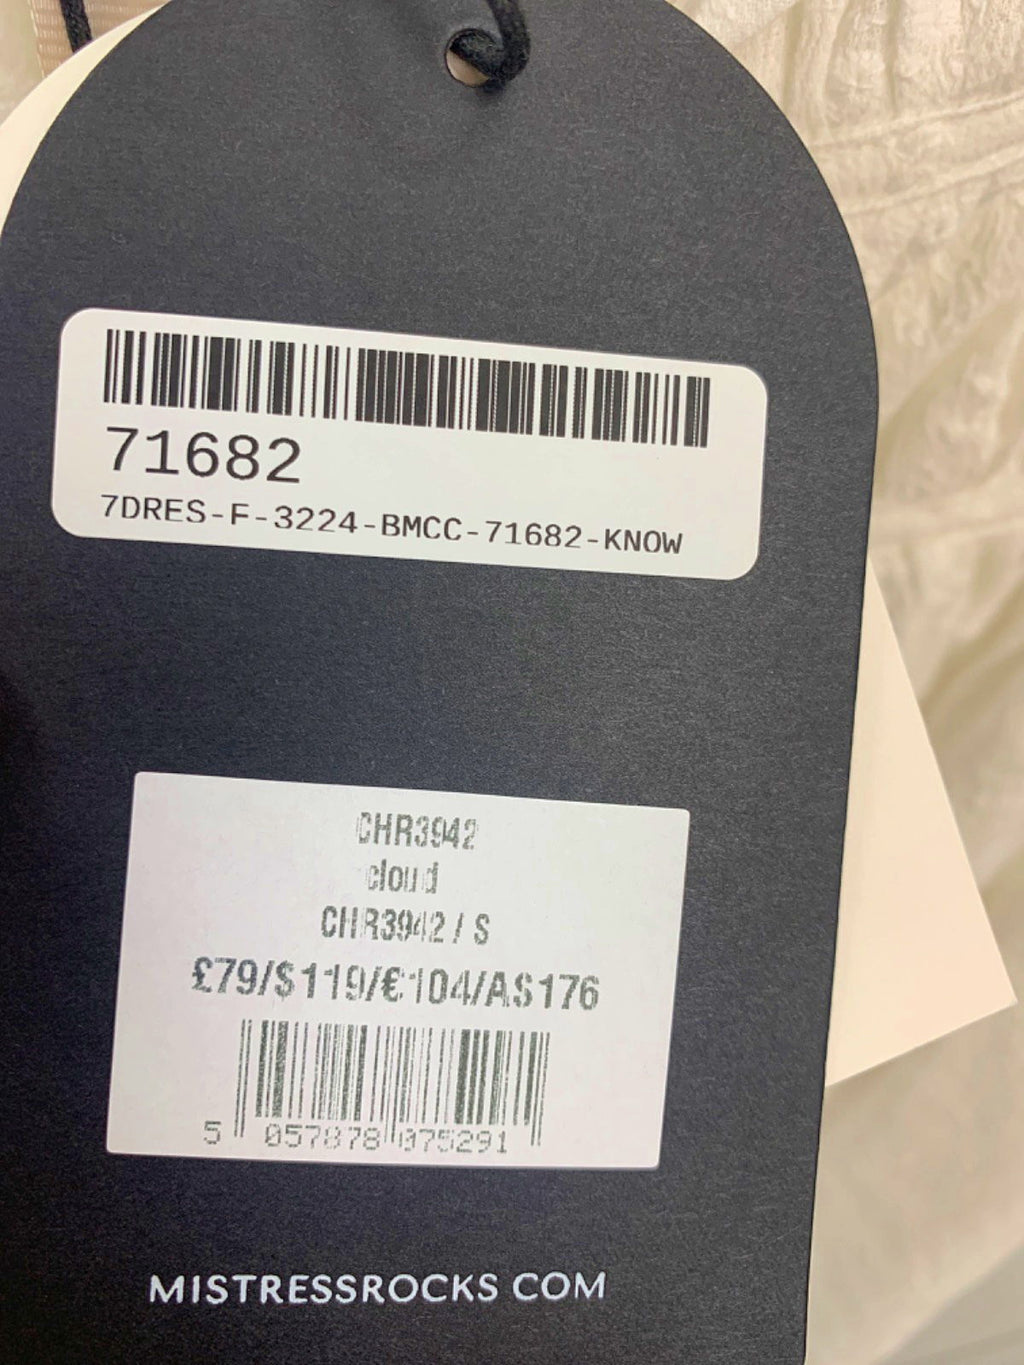 71682
7DRES-F-3224-BMCC-71682-KNOW
CHR3942
cloud
CHR3942 / S
£79/$119/€104/A$176
5 057878 075291
MISTRESSROCKS COM